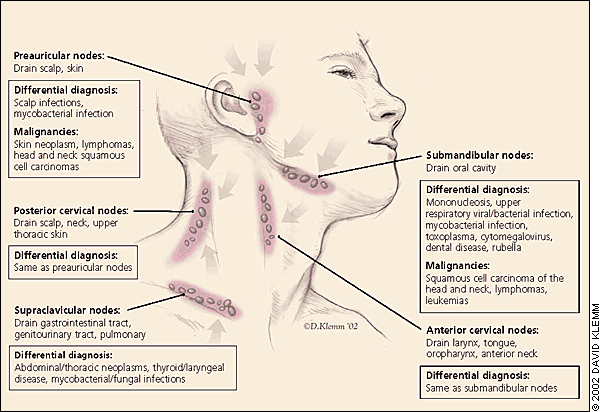 Preauricular nodes:
Drain scalp, skin
Differential diagnosis:
Scalp infections,
mycobacterial infection
Malignancies:
Skin neoplasm, lymphomas,
head and neck squamous
cell carcinomas
Posterior cervical nodes:
Drain scalp, neck, upper
thoracic skin
Differential diagnosis:
Same as preauricular nodes
Supraclavicular nodes:
Drain gastrointestinal tract,
genitourinary tract, pulmonary
Differential diagnosis:
Abdominal/thoracic neoplasms, thyroid/laryngeal
disease, mycobacterial/fungal infections
Submandibular nodes:
Drain oral cavity
Differential diagnosis:
Mononucleosis, upper
respiratory viral/bacterial infection,
mycobacterial infection,
toxoplasma, cytomegalovirus,
dental disease, rubella
Malignancies:
Squamous cell carcinoma of the
head and neck, lymphomas,
leukemias
Anterior cervical nodes:
Drain larynx, tongue,
oropharynx, anterior neck
Differential diagnosis:
Same as submandibular nodes
©D.Klemm '02
© 2002 DAVID KLEMM